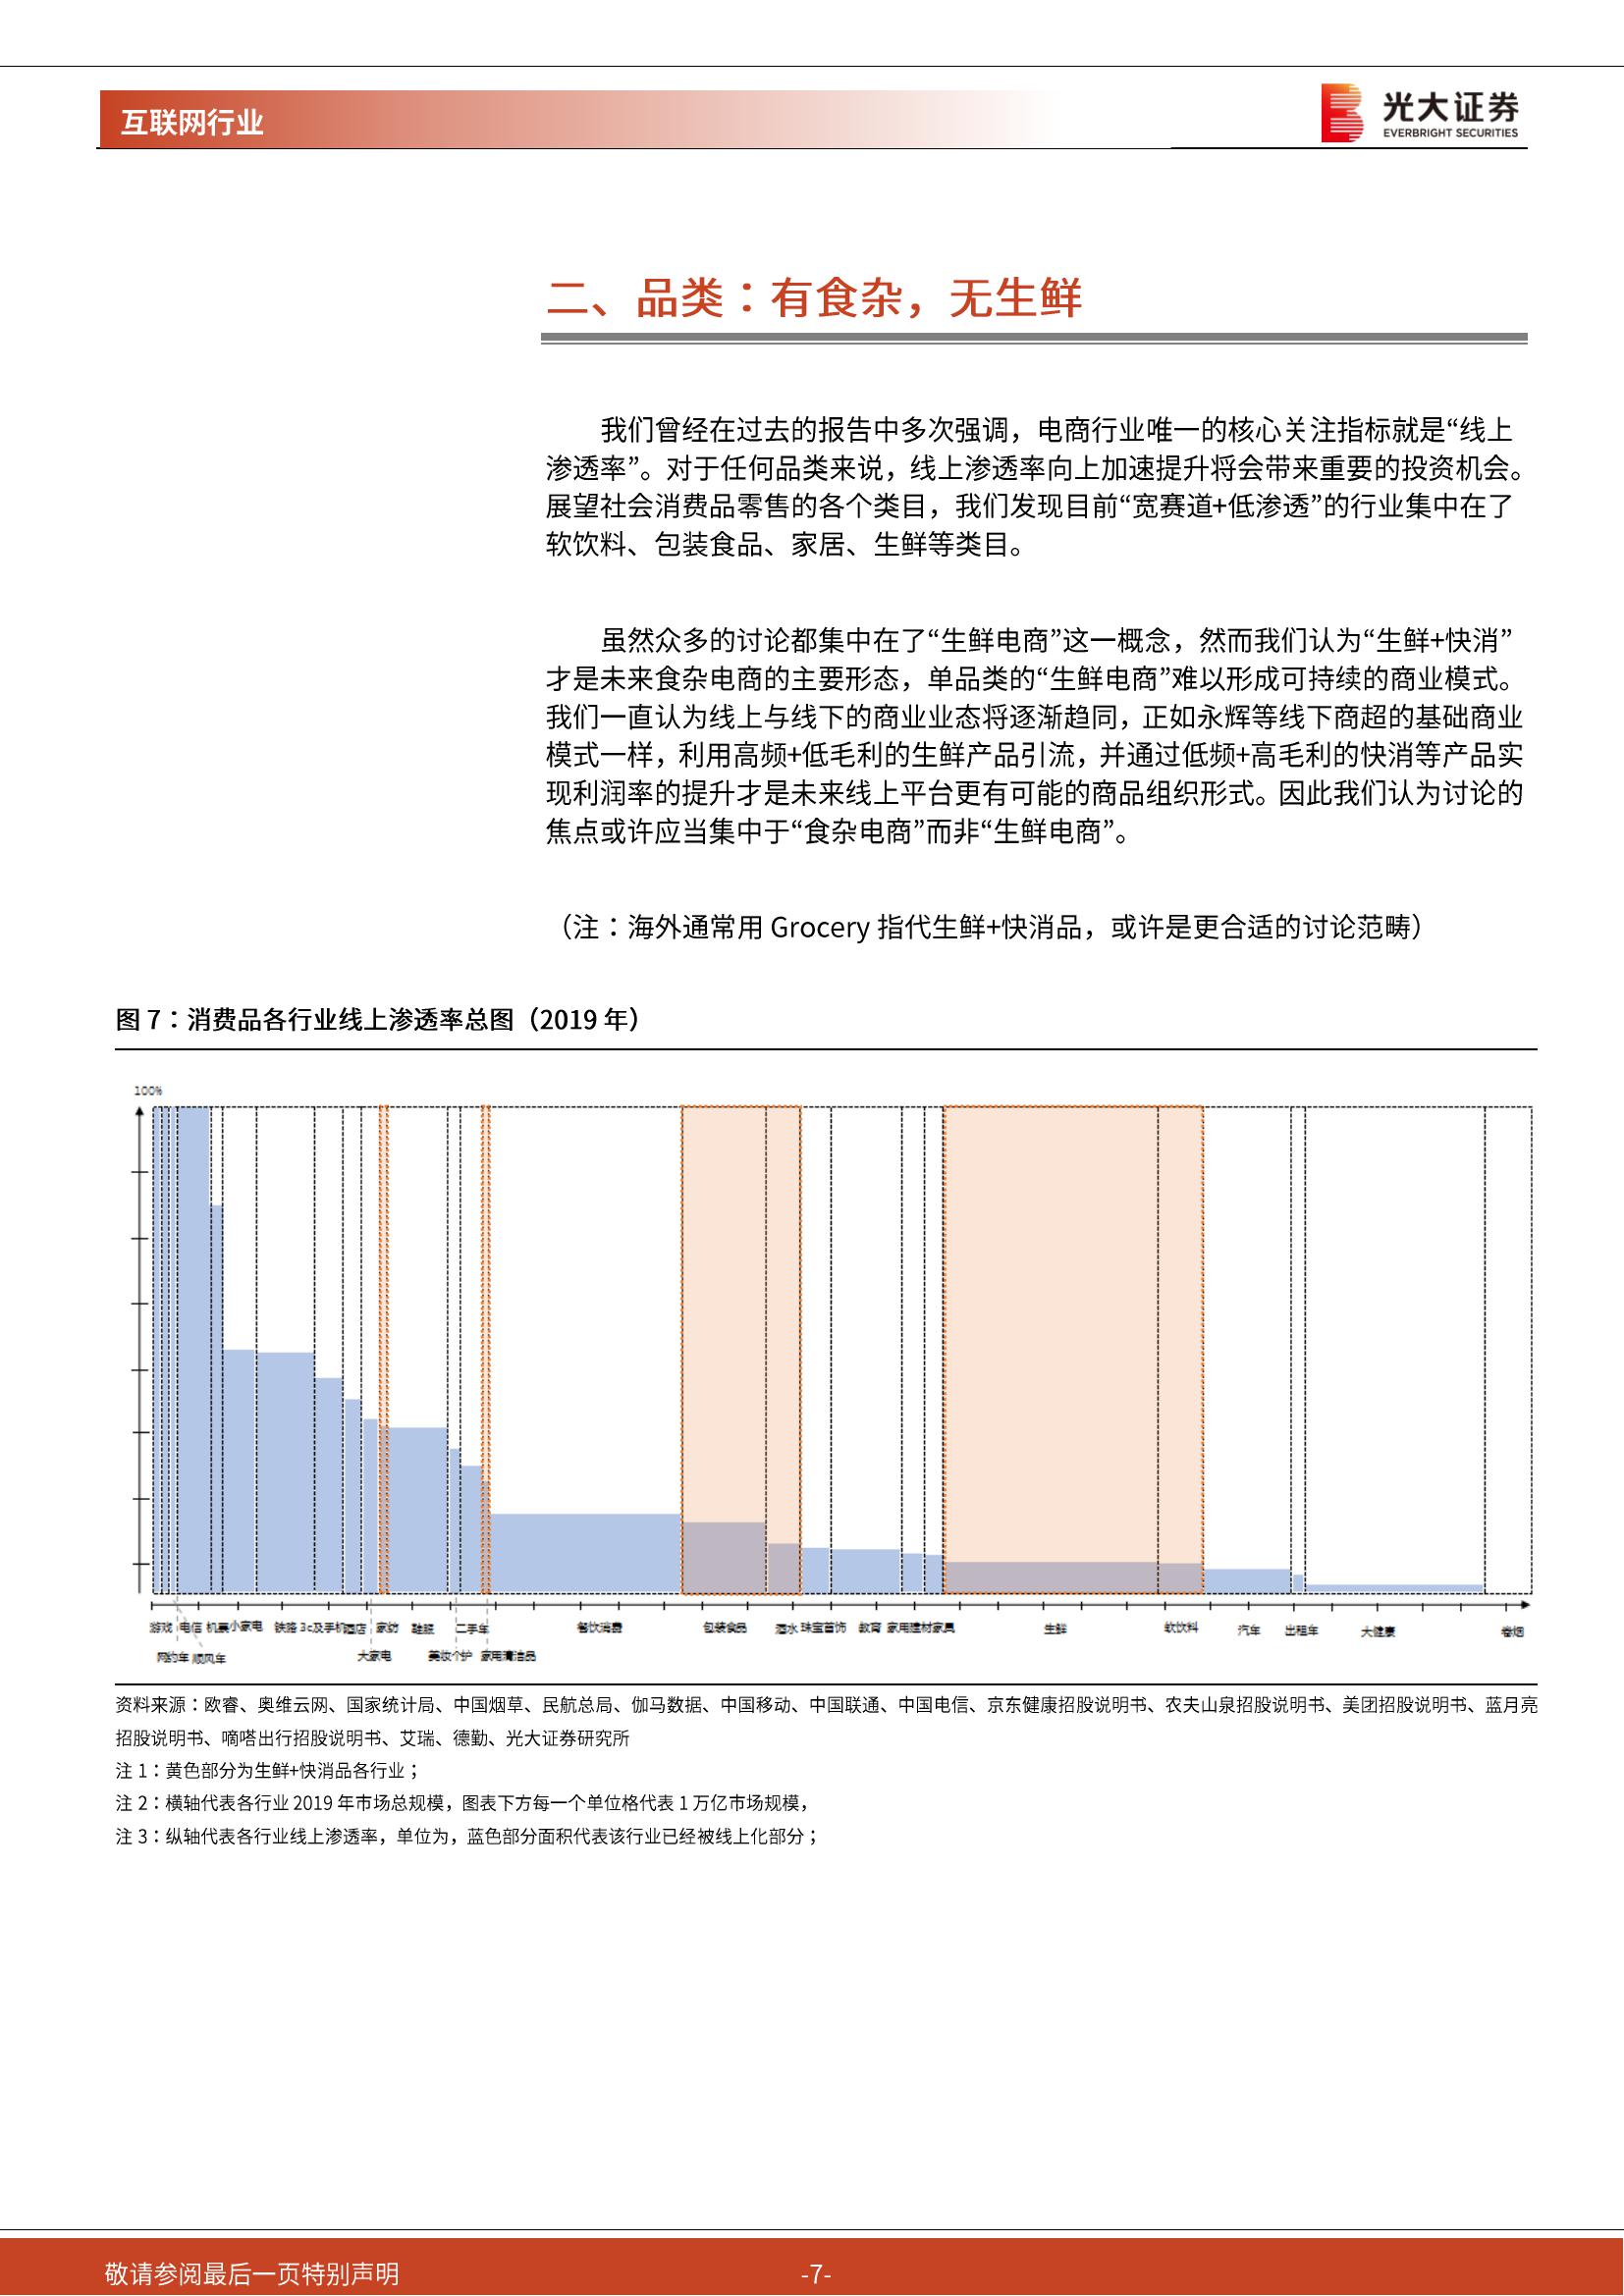 互联网行业
光大证券
EVERBRIGHT SECURITIES
二、品类：有食杂，无生鲜
我们曾经在过去的报告中多次强调，电商行业唯一的核心关注指标就是“线上
渗透率”。对于任何品类来说，线上渗透率向上加速提升将会带来重要的投资机会。
展望社会消费品零售的各个类目，我们发现目前“宽赛道+低渗透”的行业集中在了
软饮料、包装食品、家居、生鲜等类目。
虽然众多的讨论都集中在了“生鲜电商”这一概念，然而我们认为“生鲜+快消”
才是未来食杂电商的主要形态，单品类的“生鲜电商”难以形成可持续的商业模式。
我们一直认为线上与线下的商业业态将逐渐趋同，正如永辉等线下商超的基础商业
模式一样，利用高频+低毛利的生鲜产品引流，并通过低频+高毛利的快消等产品实
现利润率的提升才是未来线上平台更有可能的商品组织形式。因此我们认为讨论的
焦点或许应当集中于“食杂电商”而非“生鲜电商”。
（注：海外通常用 Grocery 指代生鲜+快消品，或许是更合适的讨论范畴）
图 7：消费品各行业线上渗透率总图（2019 年）
100%
游戏 电信 机票 小家电 铁路 3c及手机 酒店 家纺 鞋服 二手车 餐饮消费 包装食品 酒水 珠宝首饰 教育 家用建材 家具 生鲜 软饮料 汽车 出租车 大健康 卷烟
网约车 顺风车 大家电 美妆个护 家用清洁品
资料来源：欧睿、奥维云网、国家统计局、中国烟草、民航总局、伽马数据、中国移动、中国联通、中国电信、京东健康招股说明书、农夫山泉招股说明书、美团招股说明书、蓝月亮
招股说明书、嘀嗒出行招股说明书、艾瑞、德勤、光大证券研究所
注 1：黄色部分为生鲜+快消品各行业；
注 2：横轴代表各行业 2019 年市场总规模，图表下方每一个单位格代表 1 万亿市场规模，
注 3：纵轴代表各行业线上渗透率，单位为，蓝色部分面积代表该行业已经被线上化部分；
敬请参阅最后一页特别声明
-7-